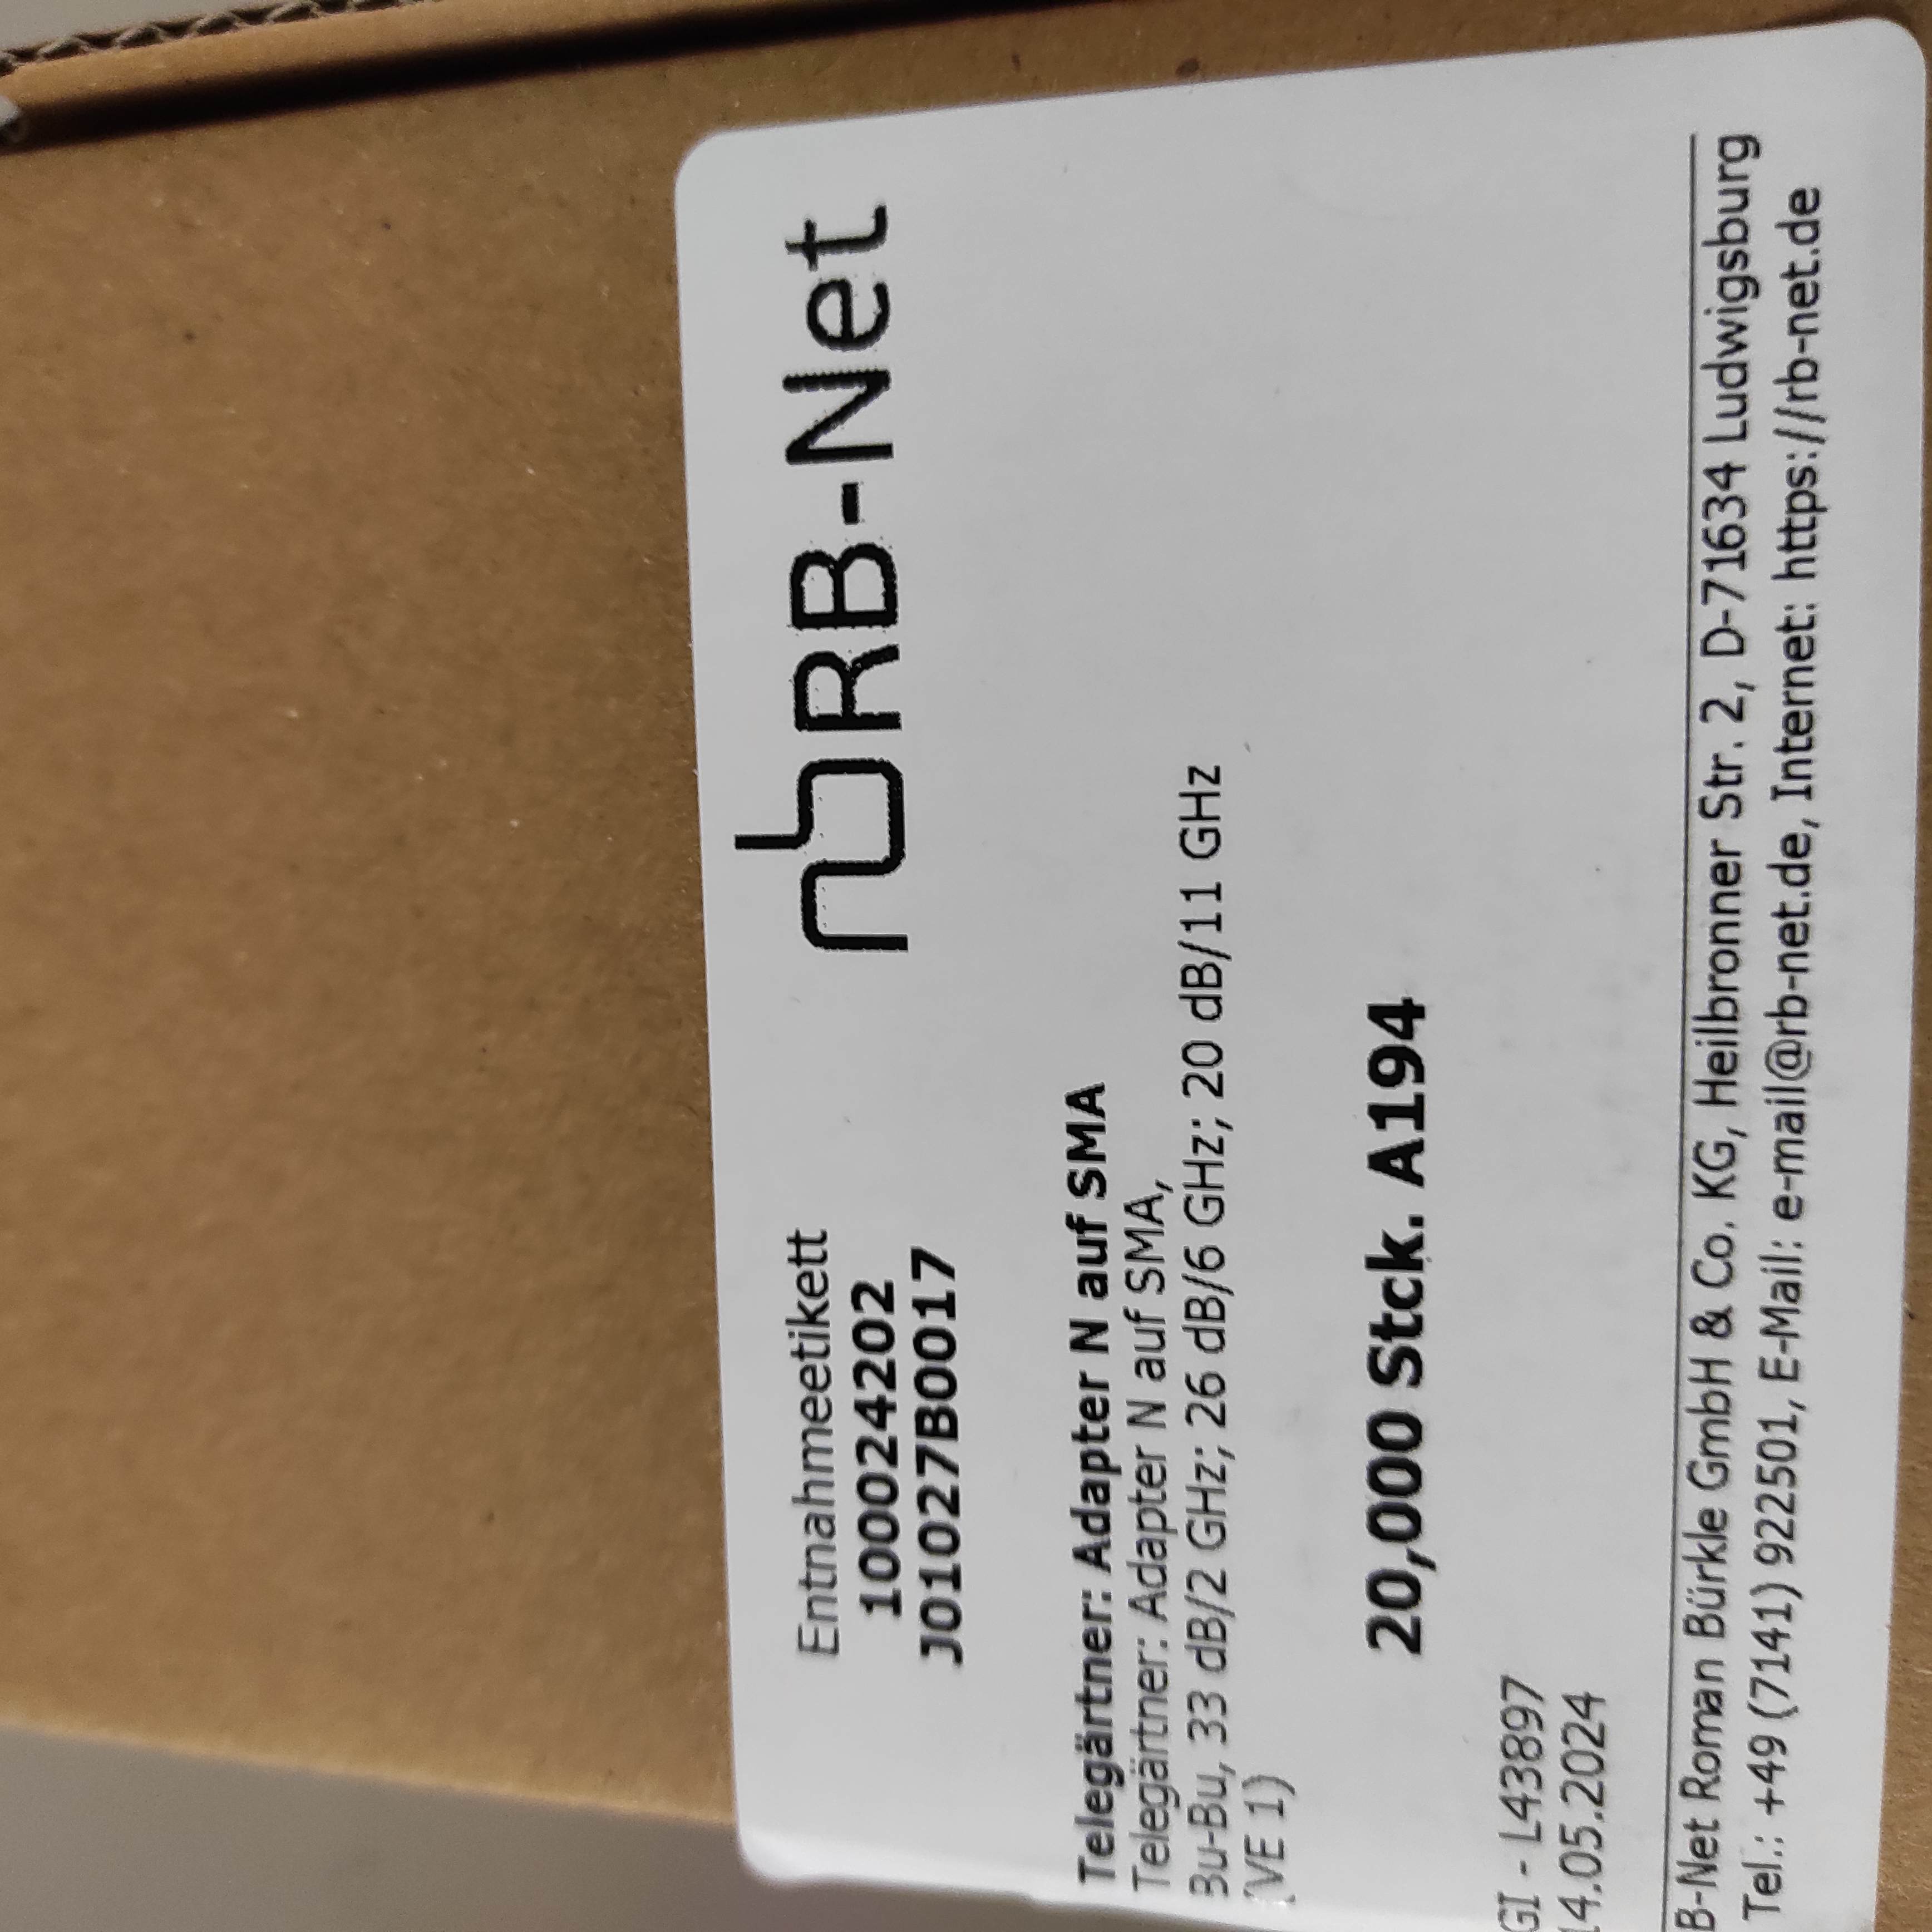 RB-Net
Entnahmeetikett
100024202
J01027B0017
Telegärtner: Adapter N auf SMA
Telegärtner: Adapter N auf SMA,
Bu-Bu, 33 dB/2 GHz; 26 dB/6 GHz; 20 dB/11 GHz
(VE 1)
20,000 Stck. A194
GI - L43897
14.05.2024
B-Net Roman Bürkle GmbH & Co. KG, Heilbronner Str. 2, D-71634 Ludwigsburg
Tel.: +49 (7141) 922501, E-Mail: e-mail@rb-net.de, Internet: https://rb-net.de